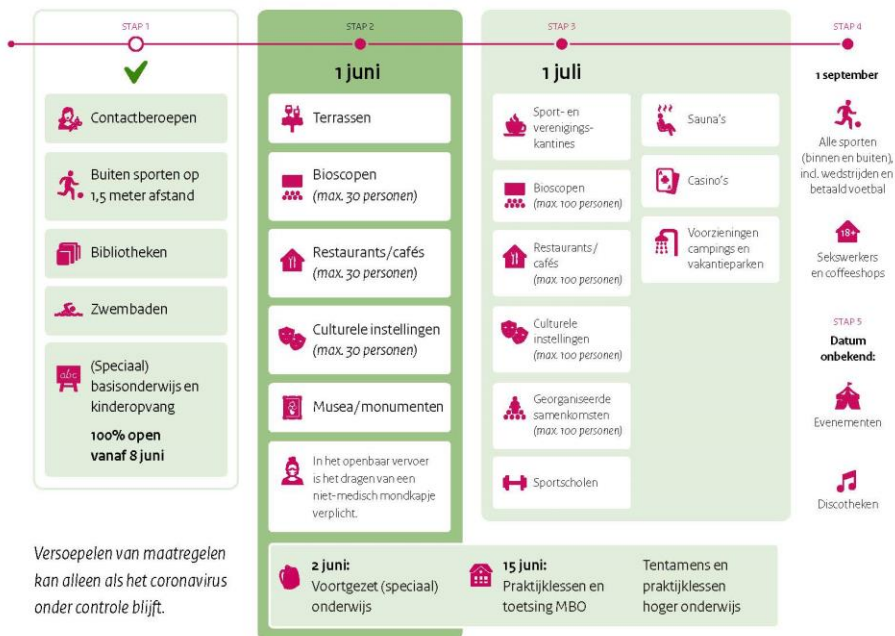 STAP 1
Contactberoepen
Buiten sporten op
1,5 meter afstand
Bibliotheken
Zwembaden
abc
(Speciaal)
basisonderwijs en
kinderopvang
100% open
vanaf 8 juni
Versoepelen van maatregelen
kan alleen als het coronavirus
onder controle blijft.
STAP 2
1 juni
Terrassen
Bioscopen
(max. 30 personen)
Restaurants/cafés
(max. 30 personen)
Culturele instellingen
(max. 30 personen)
Musea/monumenten
In het openbaar vervoer
is het dragen van een
niet-medisch mondkapje
verplicht.
2 juni:
Voortgezet (speciaal)
onderwijs
15 juni:
Praktijklessen en
toetsing MBO
Tentamens en
praktijklessen
hoger onderwijs
STAP 3
1 juli
Sport- en
verenigings-
kantines
Bioscopen
(max. 100 personen)
Restaurants/
cafés
(max. 100 personen)
Culturele
instellingen
(max. 100 personen)
Georganiseerde
samenkomsten
(max. 100 personen)
Sportscholen
Sauna's
A
Casino's
Voorzieningen
campings en
vakantieparken
STAP 4
1 september
Alle sporten
(binnen en buiten),
incl. wedstrijden en
betaald voetbal
18+
Sekswerkers
en coffeeshops
STAP 5
Datum
onbekend:
Evenementen
Discotheken